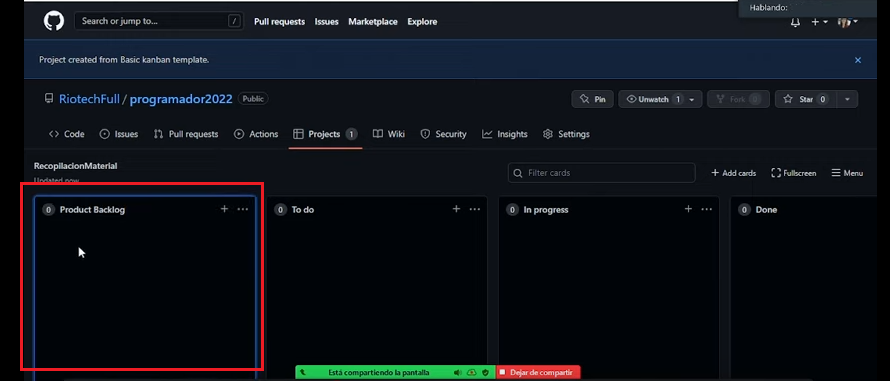 Hablando:
Search or jump to... /
Pull requests Issues Marketplace Explore
Project created from Basic kanban template.
RiotechFull / programador2022 Public
Pin Unwatch 1 Fork 0 Star 0
Code Issues Pull requests Actions Projects 1 Wiki Security Insights Settings
RecopilacionMaterial
Updated now
Filter cards Add cards Fullscreen Menu
0 Product Backlog
0 To do
0 In progress
0 Done
Está compartiendo la pantalla Dejar de compartir